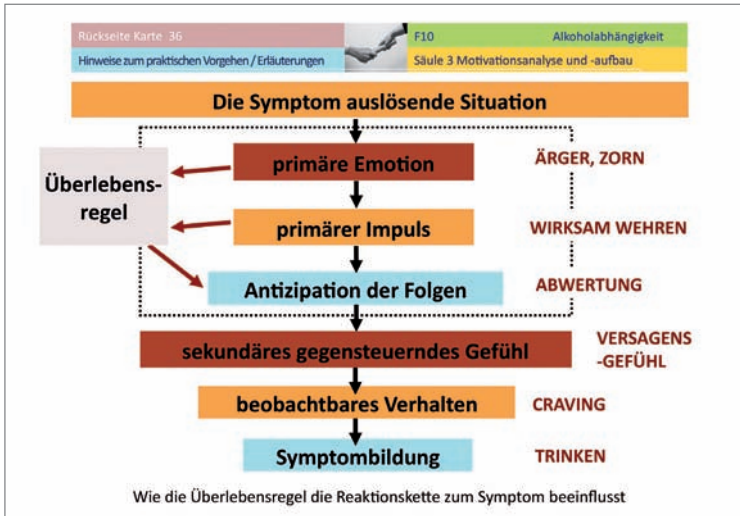 Rückseite Karte 36
F10 Alkoholabhängigkeit
Hinweise zum praktischen Vorgehen / Erläuterungen
Säule 3 Motivationsanalyse und -aufbau
Die Symptom auslösende Situation
primäre Emotion
ÄRGER, ZORN
Überlebens-
regel
primärer Impuls
WIRKSAM WEHREN
Antizipation der Folgen
ABWERTUNG
sekundäres gegensteuerndes Gefühl
VERSAGENS
-GEFÜHL
beobachtbares Verhalten
CRAVING
Symptombildung
TRINKEN
Wie die Überlebensregel die Reaktionskette zum Symptom beeinflusst